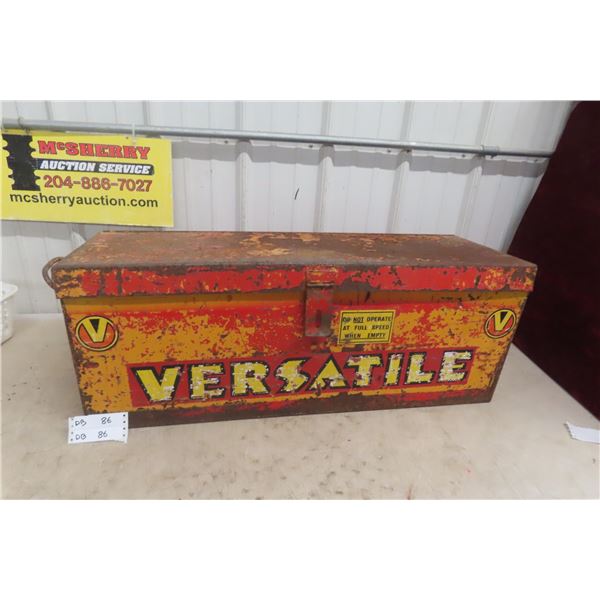 McSHERRY
AUCTION SERVICE
204-886-7027
mcsherryauction.com
DO NOT OPERATE
AT FULL SPEED
WHEN EMPTY
V
V
VERSATILE
DB 86
DB 86